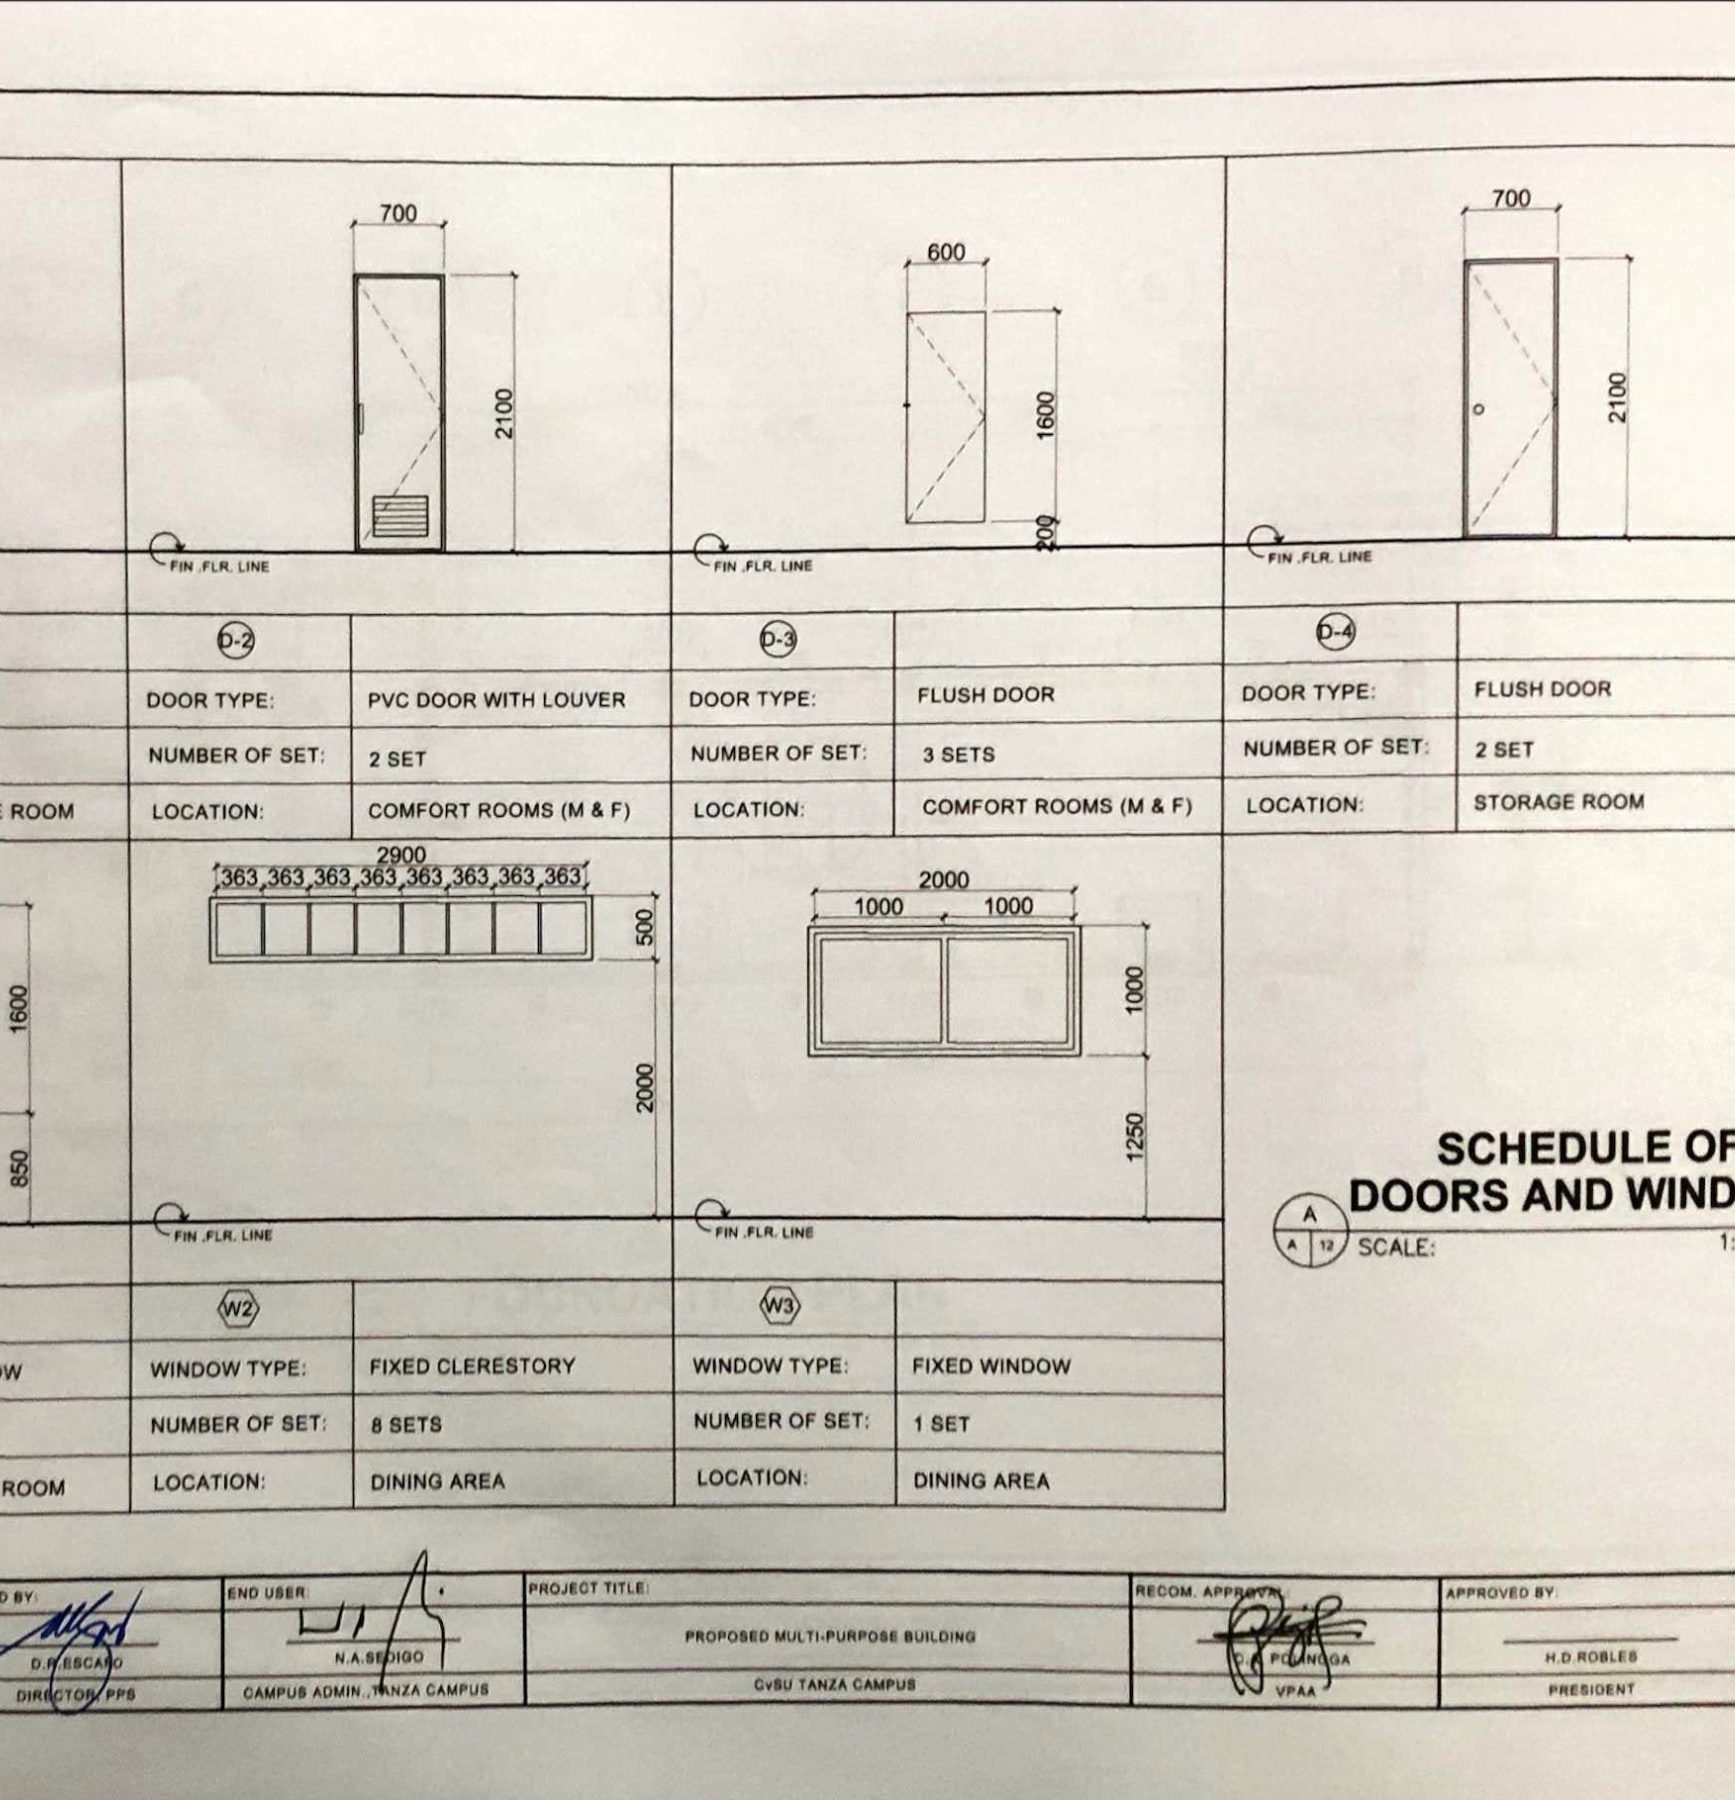 700
2100
FIN .FLR. LINE
600
1600
200
FIN .FLR. LINE
700
2100
FIN .FLR. LINE
D-2
D-3
D-4
DOOR TYPE: PVC DOOR WITH LOUVER
DOOR TYPE: FLUSH DOOR
DOOR TYPE: FLUSH DOOR
NUMBER OF SET: 2 SET
NUMBER OF SET: 3 SETS
NUMBER OF SET: 2 SET
ROOM
LOCATION: COMFORT ROOMS (M & F)
LOCATION: COMFORT ROOMS (M & F)
LOCATION: STORAGE ROOM
1600
850
2900
363 363 363 363 363 363 363 363
500
2000
FIN .FLR. LINE
2000
1000 1000
1000
1250
FIN .FLR. LINE
SCHEDULE OF
DOORS AND WIND
A
A 12
SCALE: 1:
W2
W3
OW
WINDOW TYPE: FIXED CLERESTORY
WINDOW TYPE: FIXED WINDOW
NUMBER OF SET: 8 SETS
NUMBER OF SET: 1 SET
ROOM
LOCATION: DINING AREA
LOCATION: DINING AREA
D BY:
DIRECTOR, PPS
END USER:
N.A.SEDIGO
CAMPUS ADMIN.,TANZA CAMPUS
PROJECT TITLE:
PROPOSED MULTI-PURPOSE BUILDING
CvSU TANZA CAMPUS
RECOM. APPROVAL
VPAA
APPROVED BY:
H.D.ROBLES
PRESIDENT